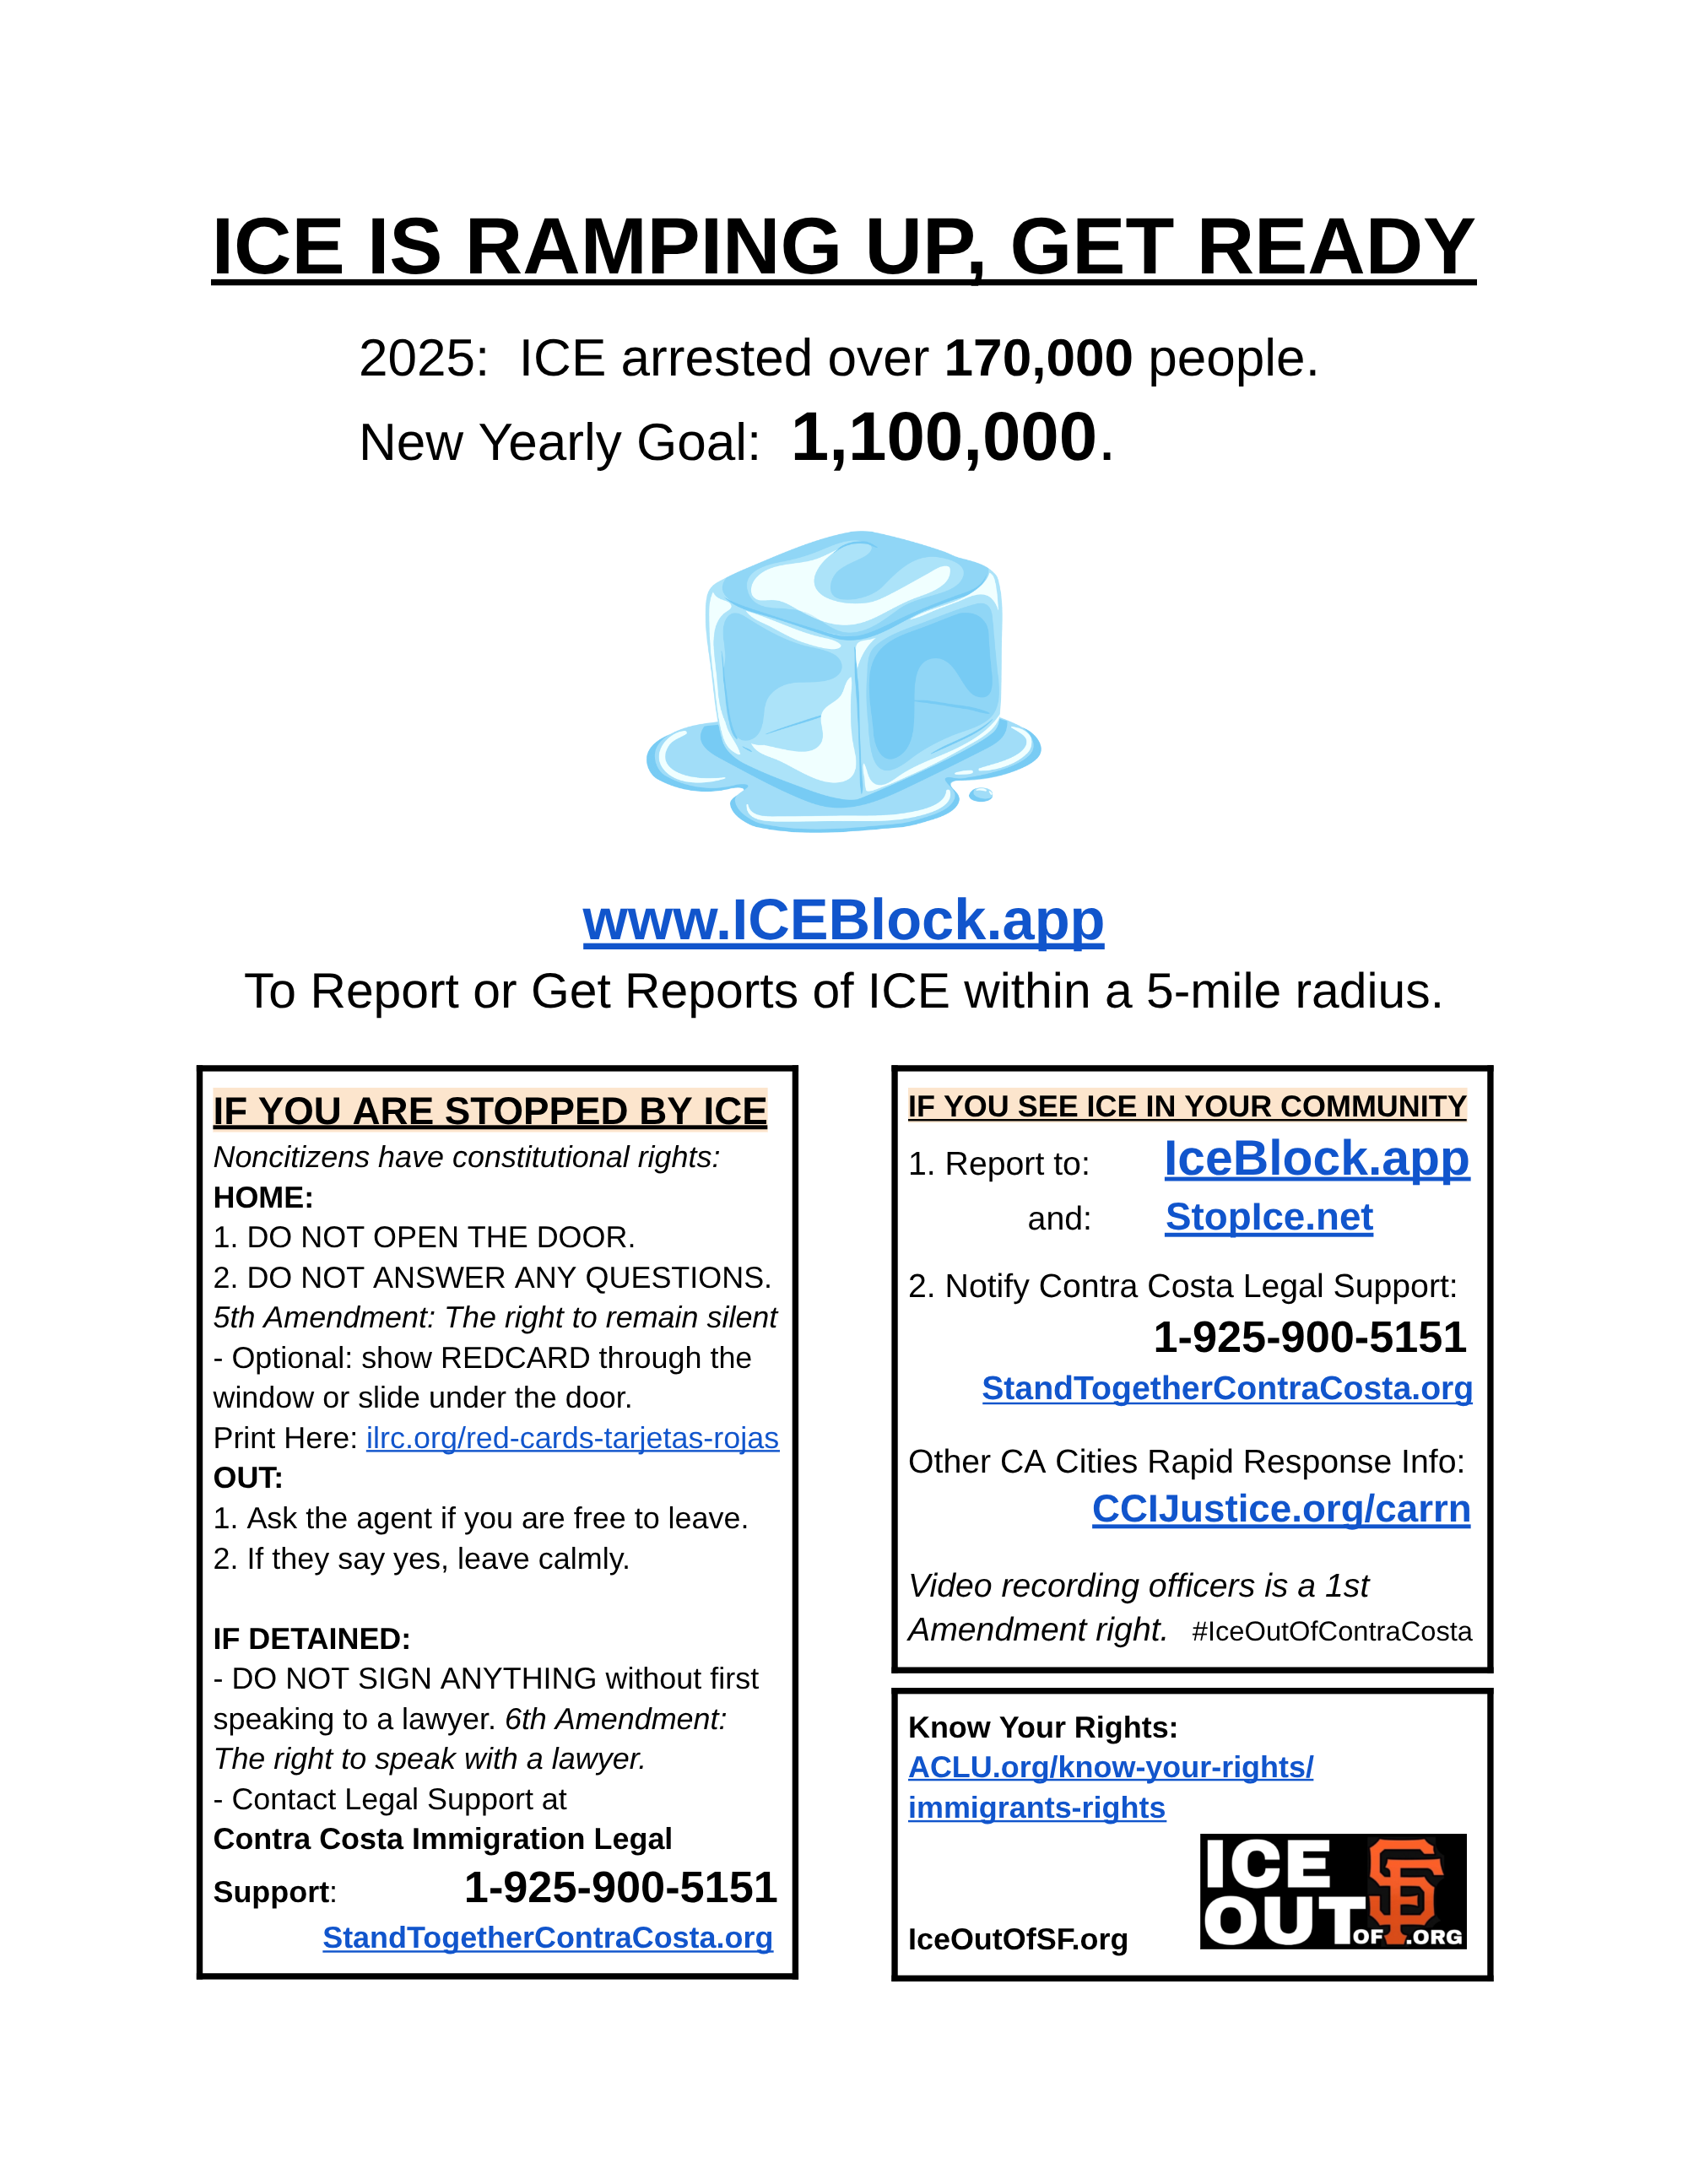 ICE IS RAMPING UP, GET READY
2025:  ICE arrested over 170,000 people.
New Yearly Goal:  1,100,000.
www.ICEBlock.app
To Report or Get Reports of ICE within a 5-mile radius.
IF YOU ARE STOPPED BY ICE
Noncitizens have constitutional rights:
HOME:
1. DO NOT OPEN THE DOOR.
2. DO NOT ANSWER ANY QUESTIONS.
5th Amendment: The right to remain silent
- Optional: show REDCARD through the
window or slide under the door.
Print Here: ilrc.org/red-cards-tarjetas-rojas
OUT:
1. Ask the agent if you are free to leave.
2. If they say yes, leave calmly.
IF DETAINED:
- DO NOT SIGN ANYTHING without first
speaking to a lawyer. 6th Amendment:
The right to speak with a lawyer.
- Contact Legal Support at
Contra Costa Immigration Legal
Support: 1-925-900-5151
StandTogetherContraCosta.org
IF YOU SEE ICE IN YOUR COMMUNITY
1. Report to: IceBlock.app
and: StopIce.net
2. Notify Contra Costa Legal Support:
1-925-900-5151
StandTogetherContraCosta.org
Other CA Cities Rapid Response Info:
CCIJustice.org/carrn
Video recording officers is a 1st
Amendment right. #IceOutOfContraCosta
Know Your Rights:
ACLU.org/know-your-rights/
immigrants-rights
IceOutOfSF.org
ICE
OUT OF SF .ORG